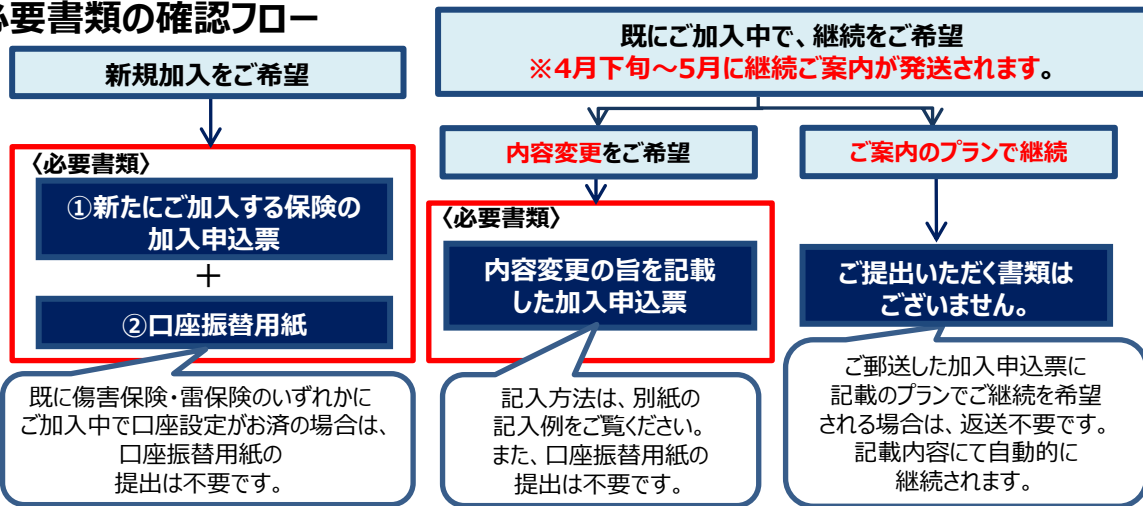 要書類の確認フロー
新規加入をご希望
〈必要書類〉
①新たにご加入する保険の
加入申込票
＋
②口座振替用紙
既に傷害保険・雷保険のいずれかに
ご加入中で口座設定がお済の場合は、
口座振替用紙の
提出は不要です。
既にご加入中で、継続をご希望
※4月下旬～5月に継続ご案内が発送されます。
内容変更をご希望
〈必要書類〉
内容変更の旨を記載
した加入申込票
記入方法は、別紙の
記入例をご覧ください。
また、口座振替用紙の
提出は不要です。
ご案内のプランで継続
ご提出いただく書類は
ございません。
ご郵送した加入申込票に
記載のプランでご継続を希望
される場合は、返送不要です。
記載内容にて自動的に
継続されます。